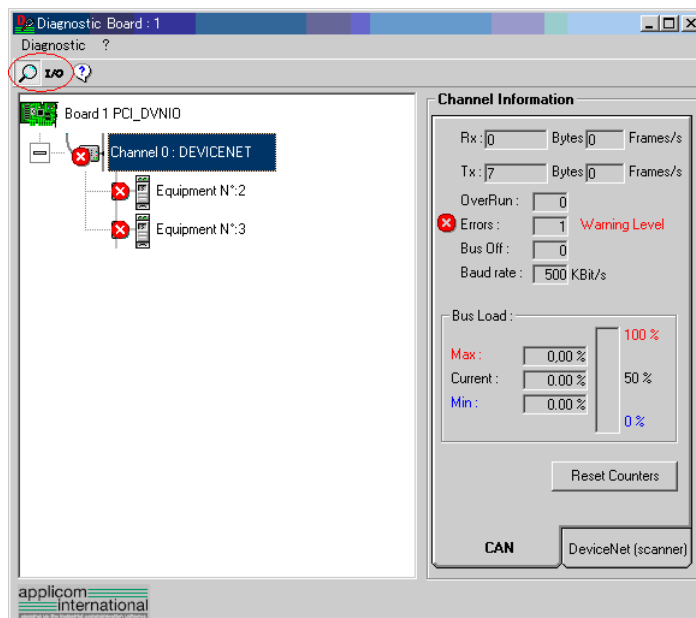 Diagnostic Board : 1
Diagnostic ?
I/O
Board 1 PCI_DVNIO
Channel 0 : DEVICENET
Equipment N°:2
Equipment N°:3
Channel Information
Rx : 0 Bytes 0 Frames/s
Tx : 7 Bytes 0 Frames/s
OverRun : 0
Errors : 1 Warning Level
Bus Off : 0
Baud rate : 500 KBit/s
Bus Load :
100 %
Max : 0,00 %
Current : 0.00 % 50 %
Min : 0.00 %
0 %
Reset Counters
CAN DeviceNet (scanner)
applicom
international